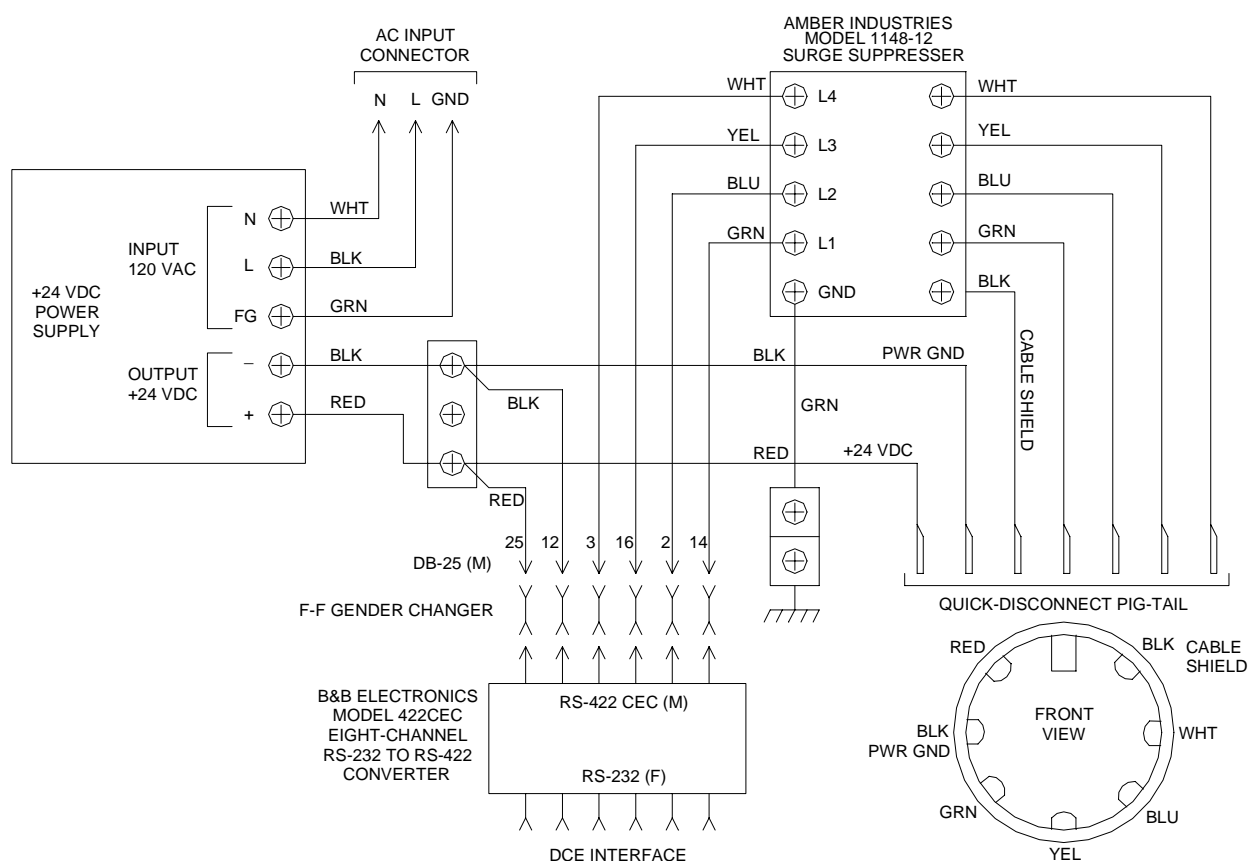 AC INPUT
CONNECTOR
N L GND
AMBER INDUSTRIES
MODEL 1148-12
SURGE SUPPRESSER
WHT L4 WHT
YEL L3 YEL
BLU L2 BLU
GRN L1 GRN
GND BLK
+24 VDC
POWER
SUPPLY
INPUT
120 VAC
N WHT
L BLK
FG GRN
OUTPUT
+24 VDC
– BLK
+ RED
BLK
RED
BLK PWR GND
GRN
CABLE SHIELD
RED +24 VDC
25 12 3 16 2 14
DB-25 (M)
F-F GENDER CHANGER
B&B ELECTRONICS
MODEL 422CEC
EIGHT-CHANNEL
RS-232 TO RS-422
CONVERTER
RS-422 CEC (M)
RS-232 (F)
DCE INTERFACE
QUICK-DISCONNECT PIG-TAIL
RED
BLK CABLE
SHIELD
FRONT
VIEW
BLK
PWR GND
WHT
GRN
BLU
YEL